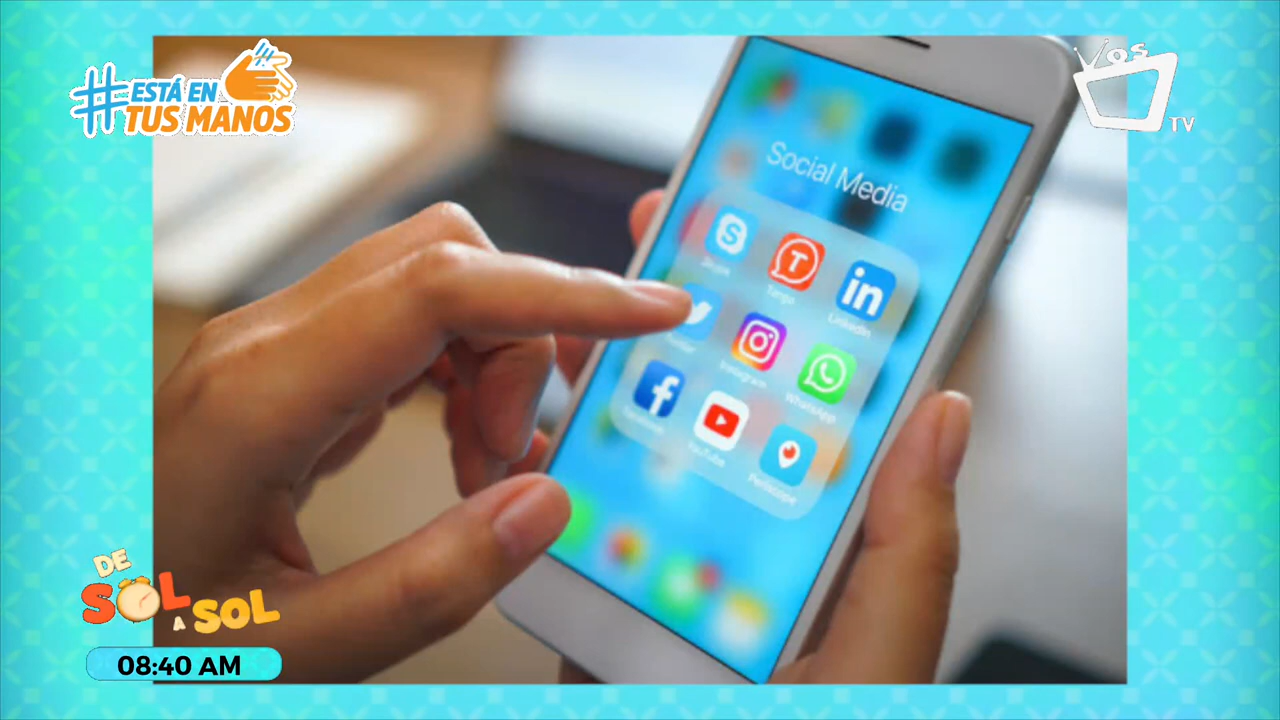 #ESTÁ EN
TUS MANOS
VOS
TV
Social Media
Skype
Tango
LinkedIn
Twitter
Instagram
WhatsApp
Facebook
YouTube
Periscope
DE
SOL
A SOL
08:40 AM